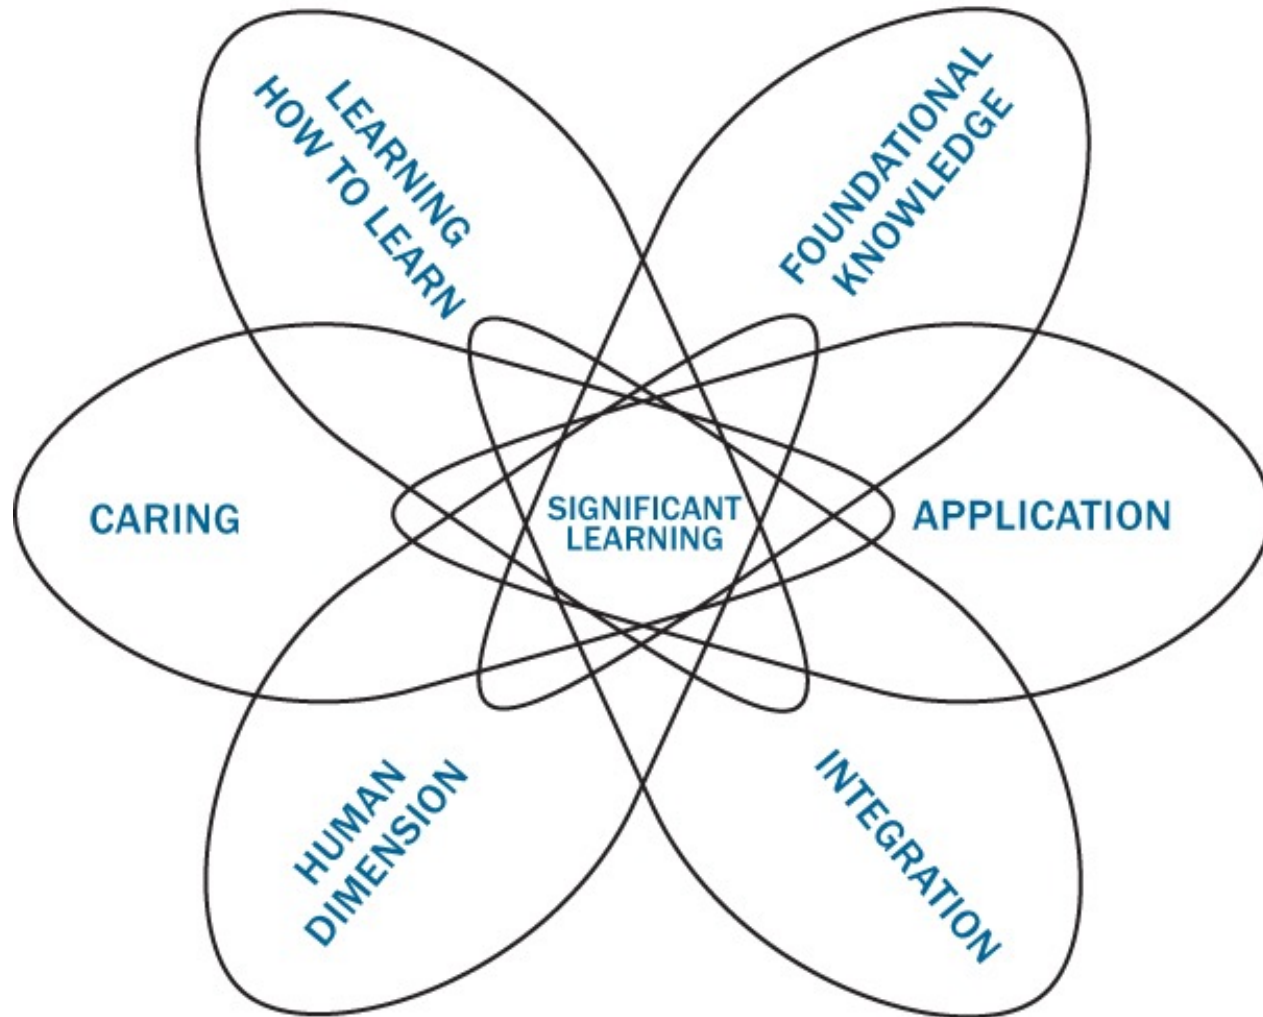 LEARNING
HOW TO LEARN
FOUNDATIONAL
KNOWLEDGE
CARING
SIGNIFICANT
LEARNING
APPLICATION
HUMAN
DIMENSION
INTEGRATION